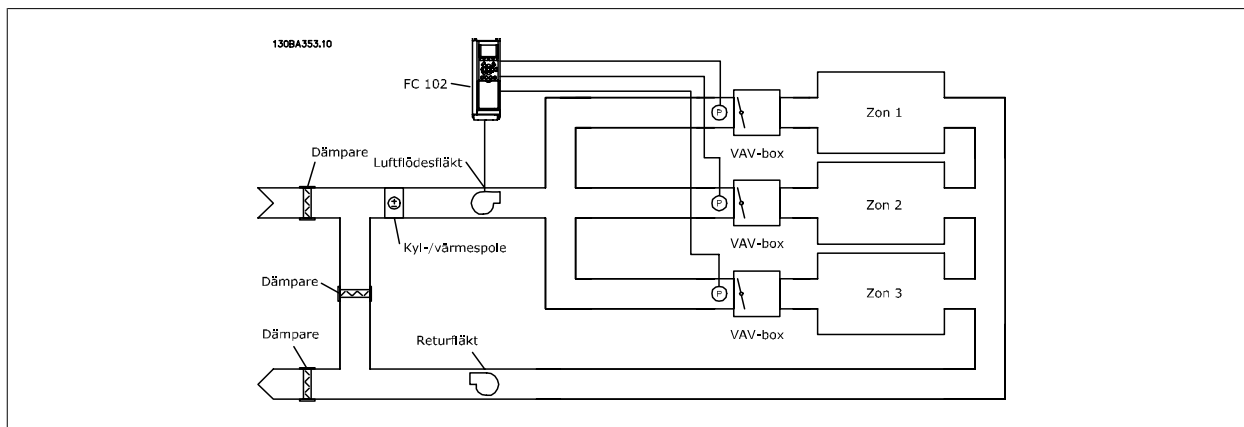 130BA353.10
FC 102
P
Zon 1
VAV-box
Dämpare
Luftflödesfläkt
P
Zon 2
VAV-box
Kyl-/värmespole
Dämpare
P
Zon 3
VAV-box
Dämpare
Returfläkt